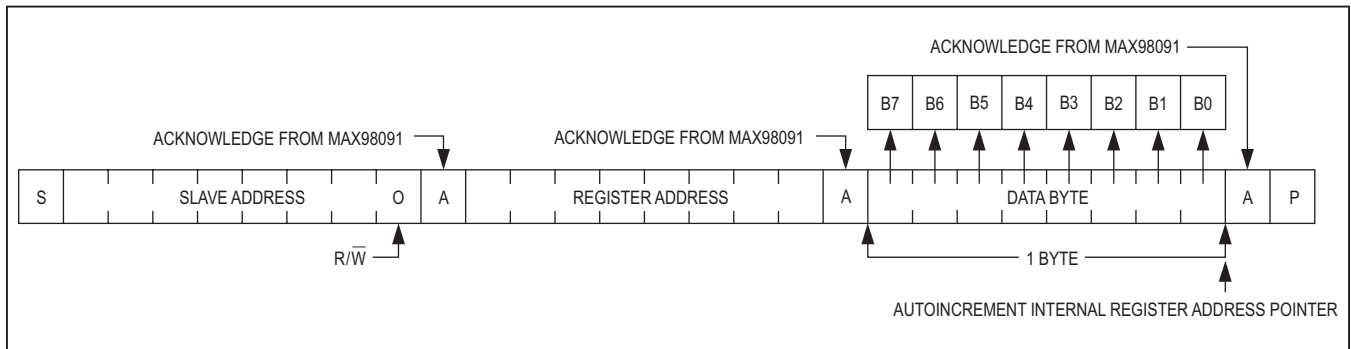 ACKNOWLEDGE FROM MAX98091
B7 B6 B5 B4 B3 B2 B1 B0
ACKNOWLEDGE FROM MAX98091 ACKNOWLEDGE FROM MAX98091
S SLAVE ADDRESS O A REGISTER ADDRESS A DATA BYTE A P
R/W̅ 1 BYTE
AUTOINCREMENT INTERNAL REGISTER ADDRESS POINTER